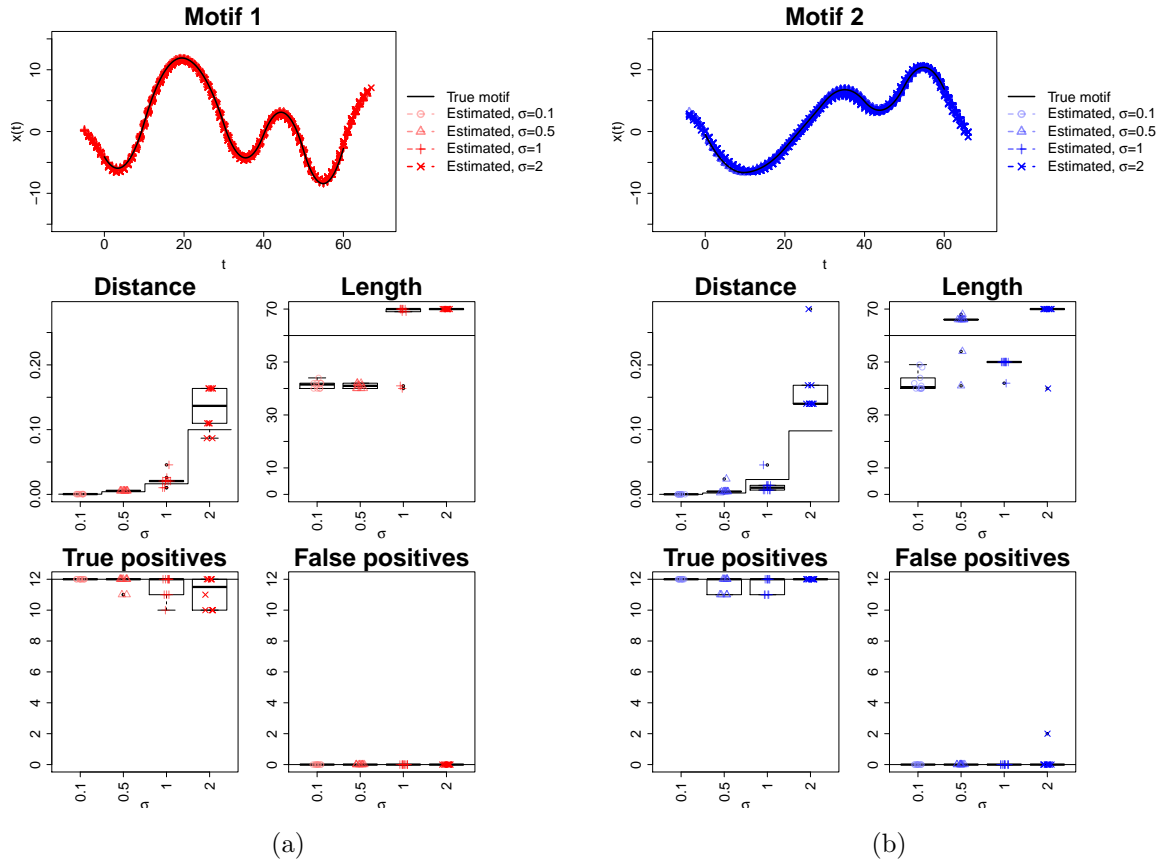 Motif 1
x(t)
−10 0 10
0 20 40 60
t
True motif
Estimated, σ=0.1
Estimated, σ=0.5
Estimated, σ=1
Estimated, σ=2
Distance
0.00 0.10 0.20
0.1 0.5 1 2
σ
Length
0 10 30 50 70
0.1 0.5 1 2
σ
True positives
0 2 4 6 8 10 12
0.1 0.5 1 2
σ
False positives
0 2 4 6 8 10 12
0.1 0.5 1 2
σ
(a)
Motif 2
x(t)
−10 0 10
0 20 40 60
t
True motif
Estimated, σ=0.1
Estimated, σ=0.5
Estimated, σ=1
Estimated, σ=2
Distance
0.00 0.10 0.20
0.1 0.5 1 2
σ
Length
0 10 30 50 70
0.1 0.5 1 2
σ
True positives
0 2 4 6 8 10 12
0.1 0.5 1 2
σ
False positives
0 2 4 6 8 10 12
0.1 0.5 1 2
σ
(b)